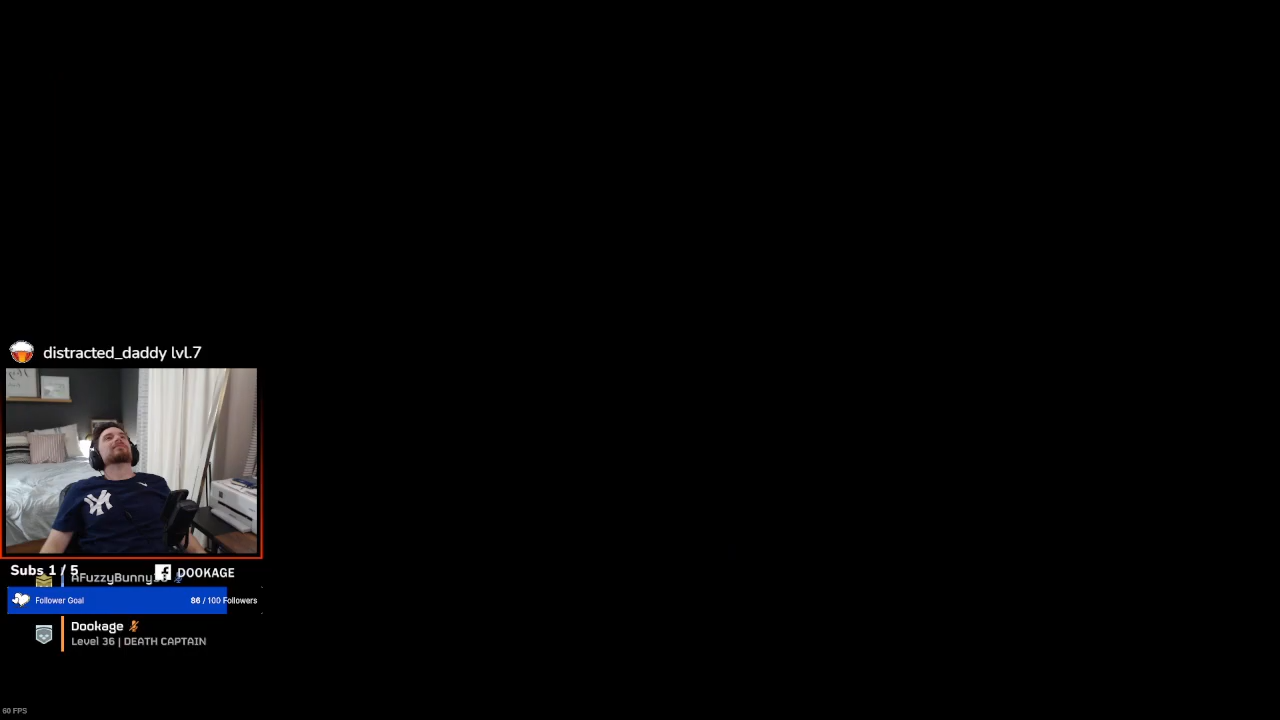 distracted_daddy lvl.7
Subs 1 / 5
DOOKAGE
Follower Goal
86 / 100 Followers
Dookage
Level 36 | DEATH CAPTAIN
60 FPS